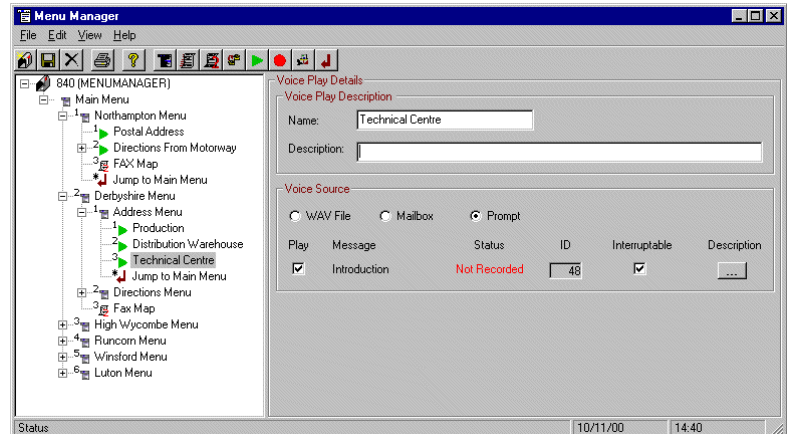 Menu Manager
File Edit View Help
840 (MENUMANAGER)
Main Menu
1 Northampton Menu
1 Postal Address
2 Directions From Motorway
3 FAX Map
* Jump to Main Menu
2 Derbyshire Menu
1 Address Menu
1 Production
2 Distribution Warehouse
3 Technical Centre
* Jump to Main Menu
2 Directions Menu
3 Fax Map
3 High Wycombe Menu
4 Runcorn Menu
5 Winsford Menu
6 Luton Menu
Voice Play Details
Voice Play Description
Name: Technical Centre
Description:
Voice Source
WAV File Mailbox Prompt
Play Message Status ID Interruptable Description
Introduction Not Recorded 48 ...
Status 10/11/00 14:40